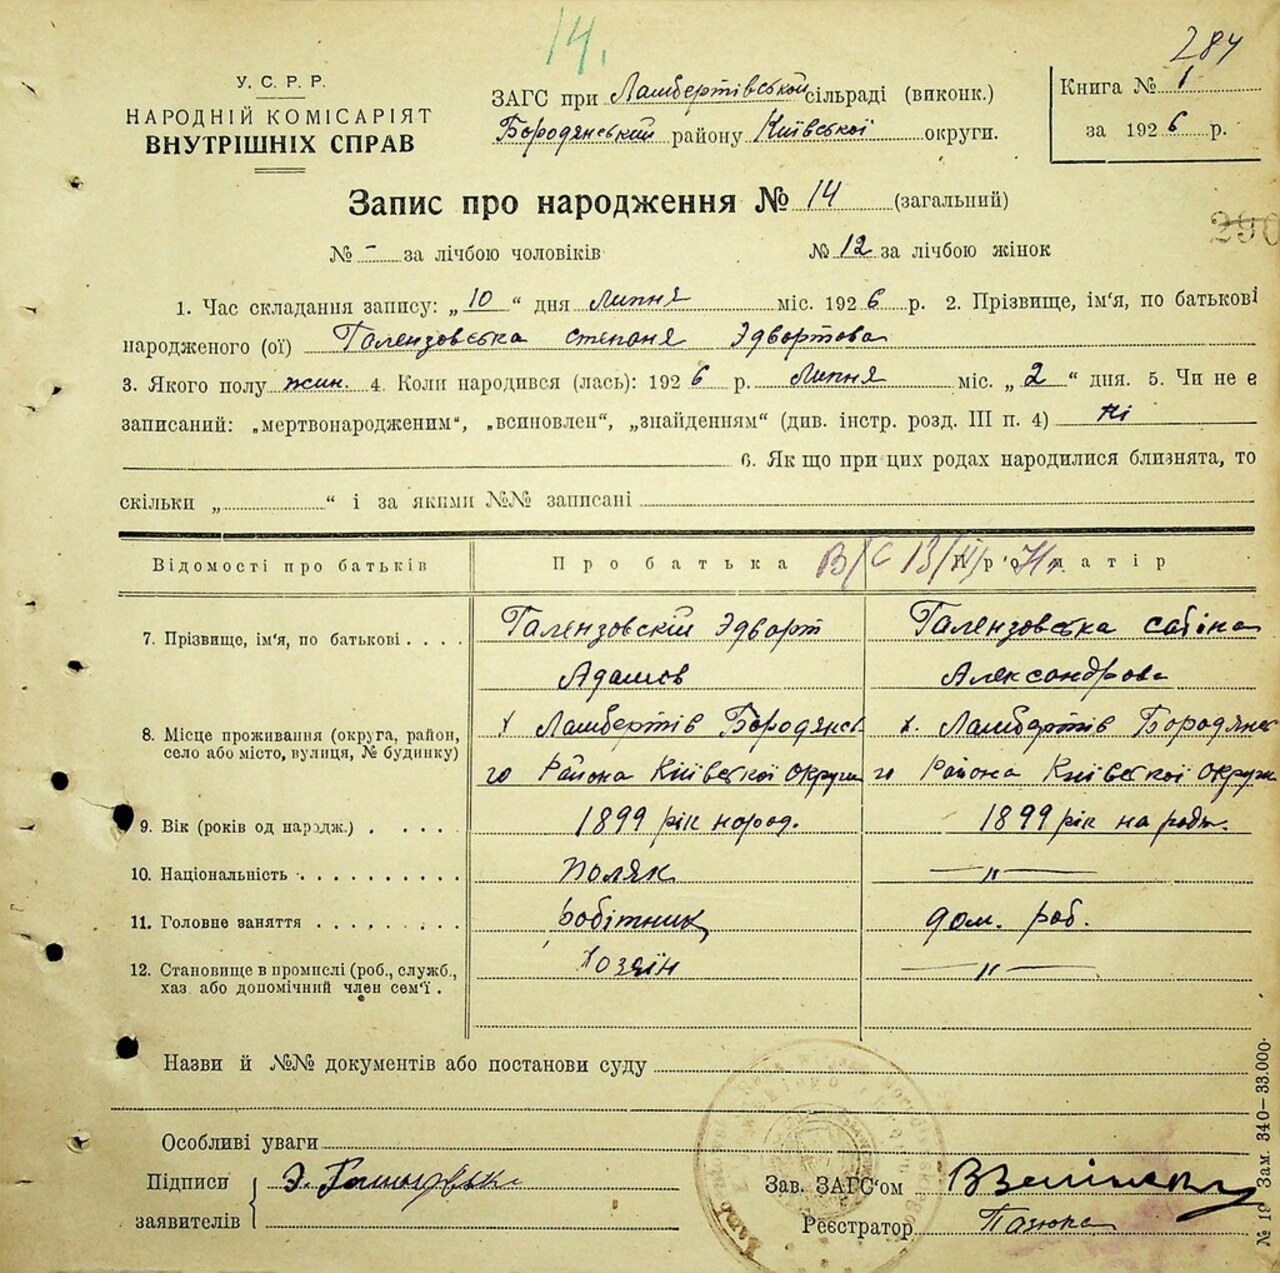 14.
284
У. С. Р. Р.
НАРОДНІЙ КОМІСАРІЯТ
ВНУТРІШНІХ СПРАВ
ЗАГС при Ламбертівськой сільраді (виконк.)
Бородянський району Київської округи.
Книга № 1
за 1926 р.
Запис про народження № 14 (загальний)
290
№ - за лічбою чоловіків № 12 за лічбою жінок
1. Час складання запису: „10“ дня липня міс. 1926 р. 2. Прізвище, ім‘я, по батькові
народженого (ої) Галензовська степаня Эдвортова
3. Якого полу жин. 4. Коли народився (лась): 1926 р. липня міс. „2“ дня. 5. Чи не є
записаний: „мертвонародженим“, „всиновлен“, „знайденням“ (див. інстр. розд. III п. 4) ні
6. Як що при цих родах народилися близнята, то
скільки „ “ і за якими №№ записані
Відомості про батьків Про батька Про матір
7. Прізвище, ім‘я, по батькові . . . . Галензовскій Эдворт Галензовська сабіна
Адамов Александрова
8. Місце проживання (округа, район, х Ламбертів Бородянсь х. Ламбертів Бородянсь
село або місто, вулиця, № будинку)
го Района Київської округи го Района Київської округи
9. Вік (років од народж.) . . . . . 1899 рік народ. 1899 рік на родж.
10. Національність . . . . . . . . . . Поляк —"—
11. Головне заняття . . . . . . . . робітник дом. роб.
12. Становище в промислі (роб., служб., Хозяїн —"—
хаз. або допомічний член сем‘ї .
Назви й №№ документів або постанови суду
Особливі уваги
Підписи
заявителів
Зав. ЗАГС‘ом
Реєстратор Пазюка
№ 19 Зам. 340—33.000.